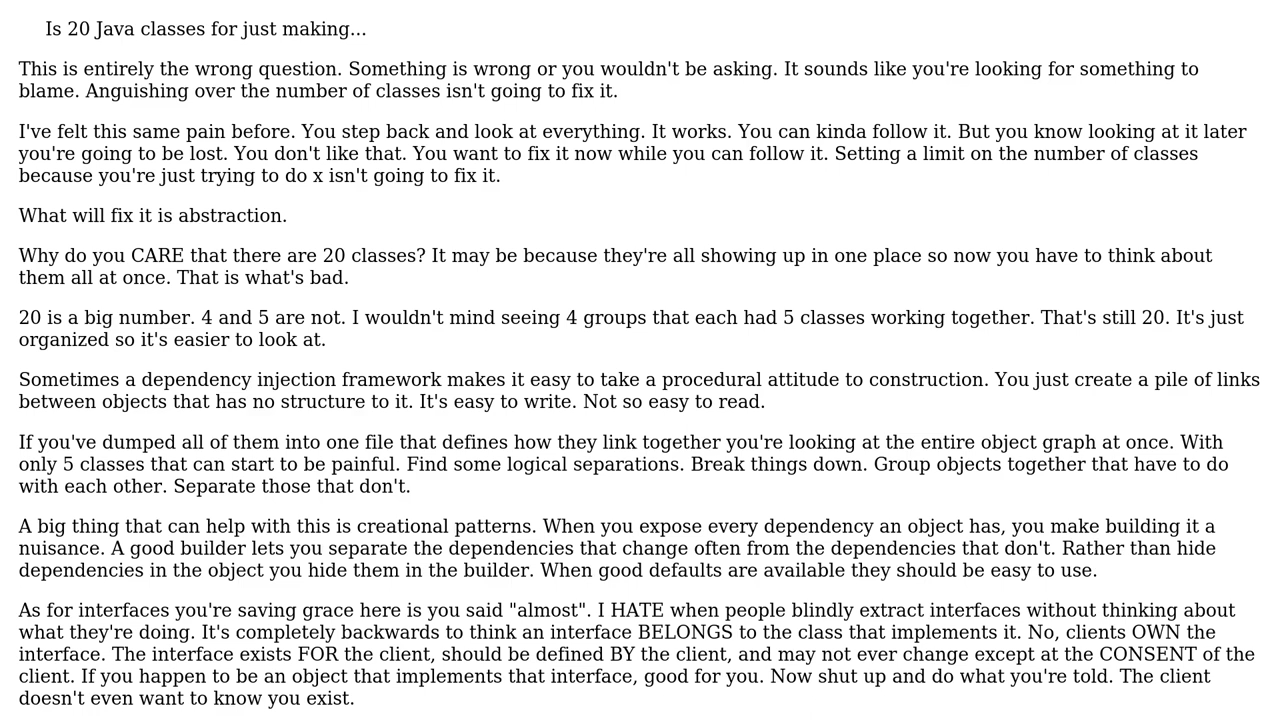 Is 20 Java classes for just making...
This is entirely the wrong question. Something is wrong or you wouldn't be asking. It sounds like you're looking for something to
blame. Anguishing over the number of classes isn't going to fix it.
I've felt this same pain before. You step back and look at everything. It works. You can kinda follow it. But you know looking at it later
you're going to be lost. You don't like that. You want to fix it now while you can follow it. Setting a limit on the number of classes
because you're just trying to do x isn't going to fix it.
What will fix it is abstraction.
Why do you CARE that there are 20 classes? It may be because they're all showing up in one place so now you have to think about
them all at once. That is what's bad.
20 is a big number. 4 and 5 are not. I wouldn't mind seeing 4 groups that each had 5 classes working together. That's still 20. It's just
organized so it's easier to look at.
Sometimes a dependency injection framework makes it easy to take a procedural attitude to construction. You just create a pile of links
between objects that has no structure to it. It's easy to write. Not so easy to read.
If you've dumped all of them into one file that defines how they link together you're looking at the entire object graph at once. With
only 5 classes that can start to be painful. Find some logical separations. Break things down. Group objects together that have to do
with each other. Separate those that don't.
A big thing that can help with this is creational patterns. When you expose every dependency an object has, you make building it a
nuisance. A good builder lets you separate the dependencies that change often from the dependencies that don't. Rather than hide
dependencies in the object you hide them in the builder. When good defaults are available they should be easy to use.
As for interfaces you're saving grace here is you said "almost". I HATE when people blindly extract interfaces without thinking about
what they're doing. It's completely backwards to think an interface BELONGS to the class that implements it. No, clients OWN the
interface. The interface exists FOR the client, should be defined BY the client, and may not ever change except at the CONSENT of the
client. If you happen to be an object that implements that interface, good for you. Now shut up and do what you're told. The client
doesn't even want to know you exist.